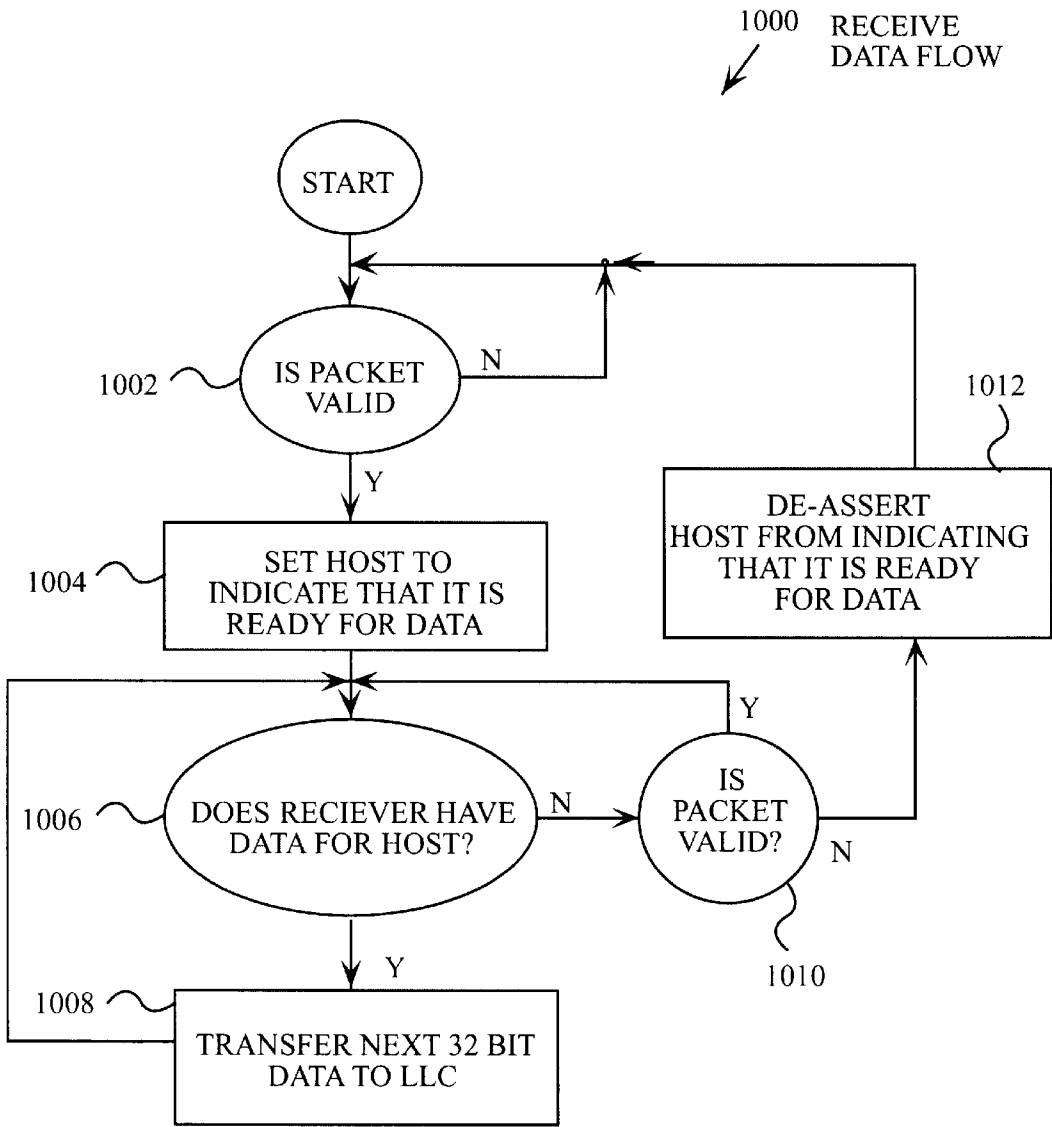 1000 RECEIVE
DATA FLOW
START
IS PACKET
VALID
N
1002
Y
1012
DE-ASSERT
HOST FROM INDICATING
THAT IT IS READY
FOR DATA
SET HOST TO
INDICATE THAT IT IS
READY FOR DATA
1004
Y
DOES RECIEVER HAVE
DATA FOR HOST?
1006
N
IS
PACKET
VALID?
N
1010
Y
1008
TRANSFER NEXT 32 BIT
DATA TO LLC